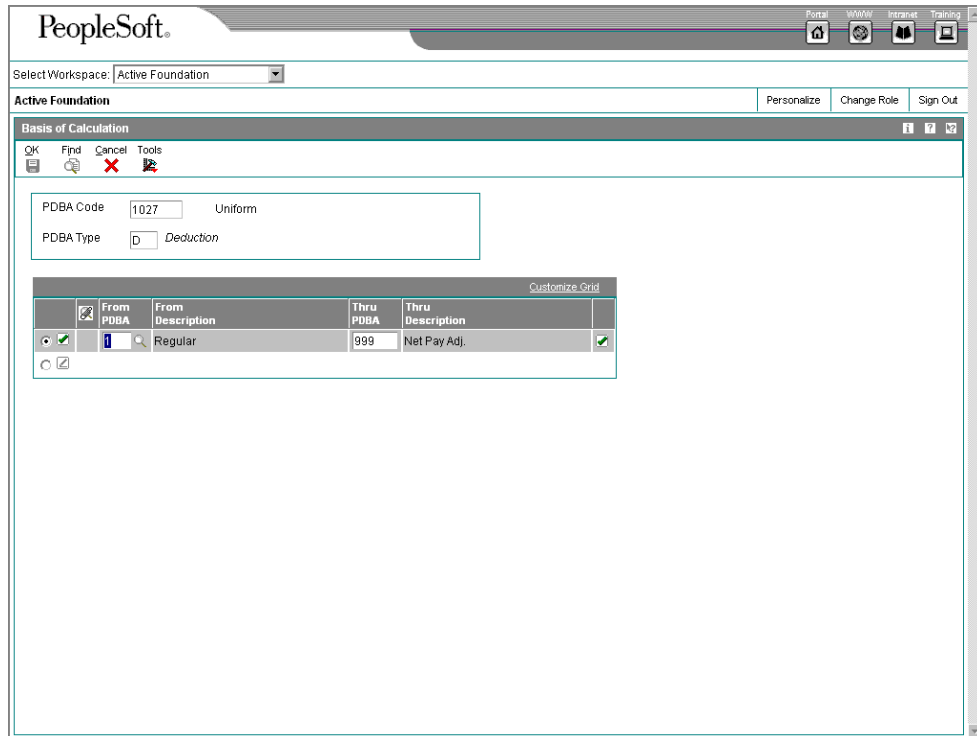 Portal WWW Intranet Training
PeopleSoft®
Select Workspace: Active Foundation
Active Foundation Personalize Change Role Sign Out
Basis of Calculation i ? ?
OK Find Cancel Tools
PDBA Code 1027 Uniform
PDBA Type D Deduction
Customize Grid
From PDBA From Description Thru PDBA Thru Description
1 Regular 999 Net Pay Adj.